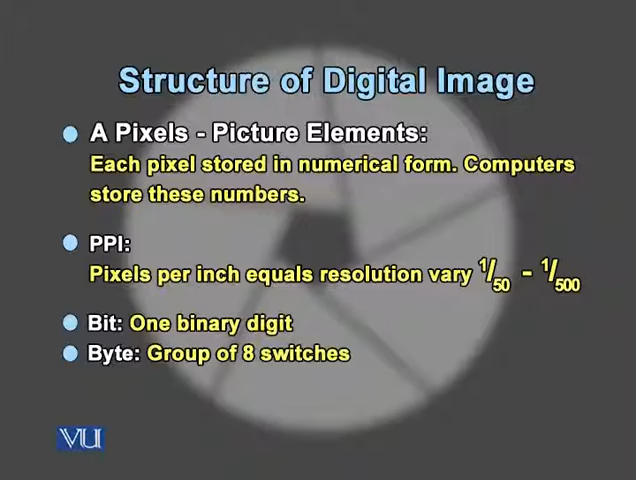 Structure of Digital Image
A Pixels - Picture Elements:
Each pixel stored in numerical form. Computers
store these numbers.
PPI:
Pixels per inch equals resolution vary 1/50 - 1/500
Bit: One binary digit
Byte: Group of 8 switches
VU